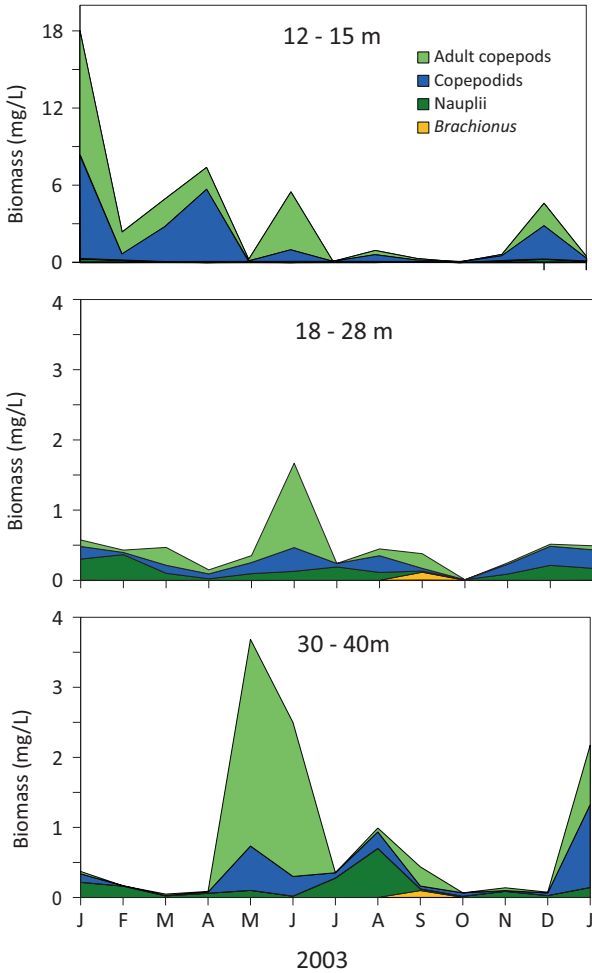 12 - 15 m
Adult copepods
Copepodids
Nauplii
Brachionus
Biomass (mg/L)
18
12
6
0
18 - 28 m
Biomass (mg/L)
4
3
2
1
0
30 - 40m
Biomass (mg/L)
4
3
2
1
0
J F M A M J J A S O N D J
2003